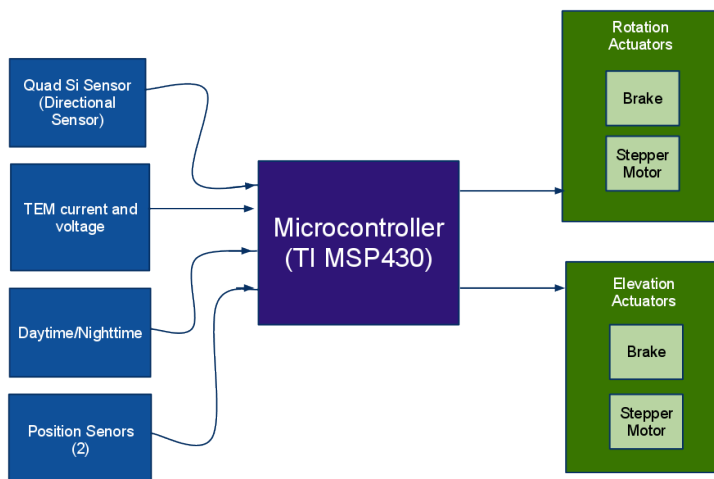 Quad Si Sensor
(Directional
Sensor)
TEM current and
voltage
Daytime/Nighttime
Position Senors
(2)
Microcontroller
(TI MSP430)
Rotation
Actuators
Brake
Stepper
Motor
Elevation
Actuators
Brake
Stepper
Motor